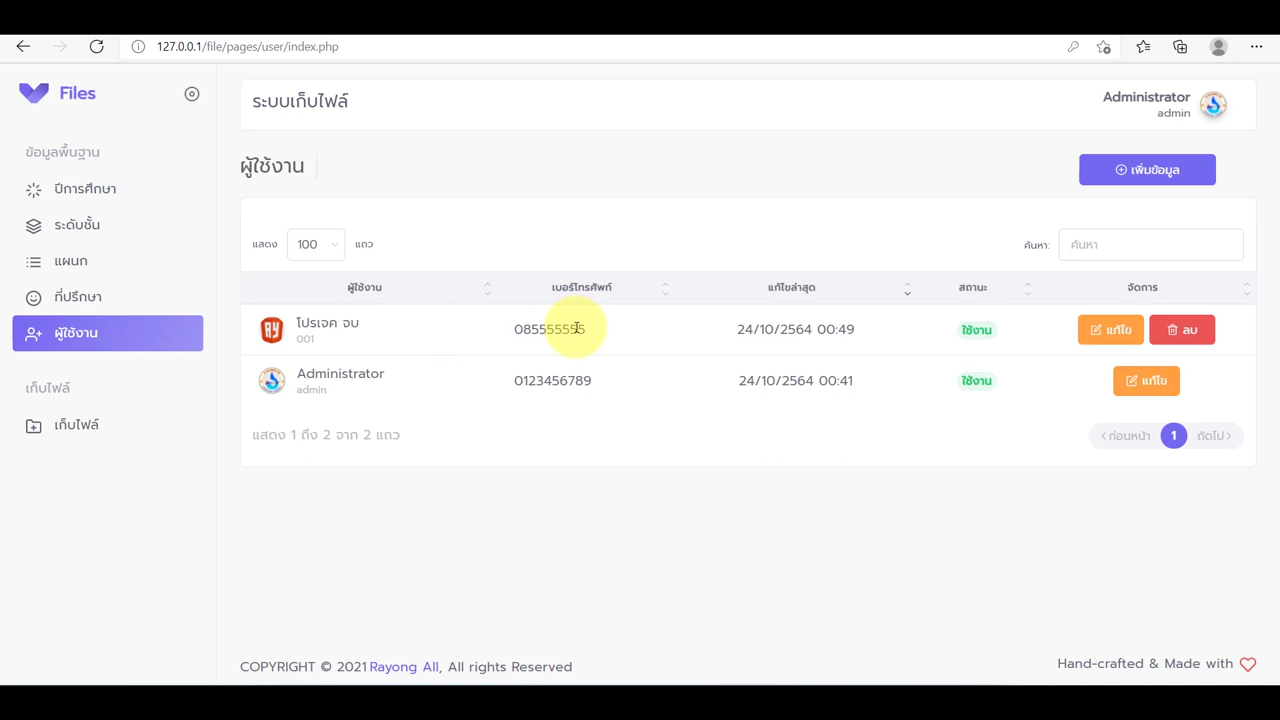 127.0.0.1/file/pages/user/index.php
Files
ระบบเก็บไฟล์
Administrator
admin
ข้อมูลพื้นฐาน
ปีการศึกษา
ระดับชั้น
แผนก
ที่ปรึกษา
ผู้ใช้งาน
เก็บไฟล์
เก็บไฟล์
ผู้ใช้งาน
เพิ่มข้อมูล
แสดง 100 แถว
ค้นหา: ค้นหา
ผู้ใช้งาน เบอร์โทรศัพท์ แก้ไขล่าสุด สถานะ จัดการ
โปรเจค จบ 0855555555 24/10/2564 00:49 ใช้งาน แก้ไข ลบ
001
Administrator 0123456789 24/10/2564 00:41 ใช้งาน แก้ไข
admin
แสดง 1 ถึง 2 จาก 2 แถว
ก่อนหน้า 1 ถัดไป
COPYRIGHT © 2021 Rayong All, All rights Reserved
Hand-crafted & Made with